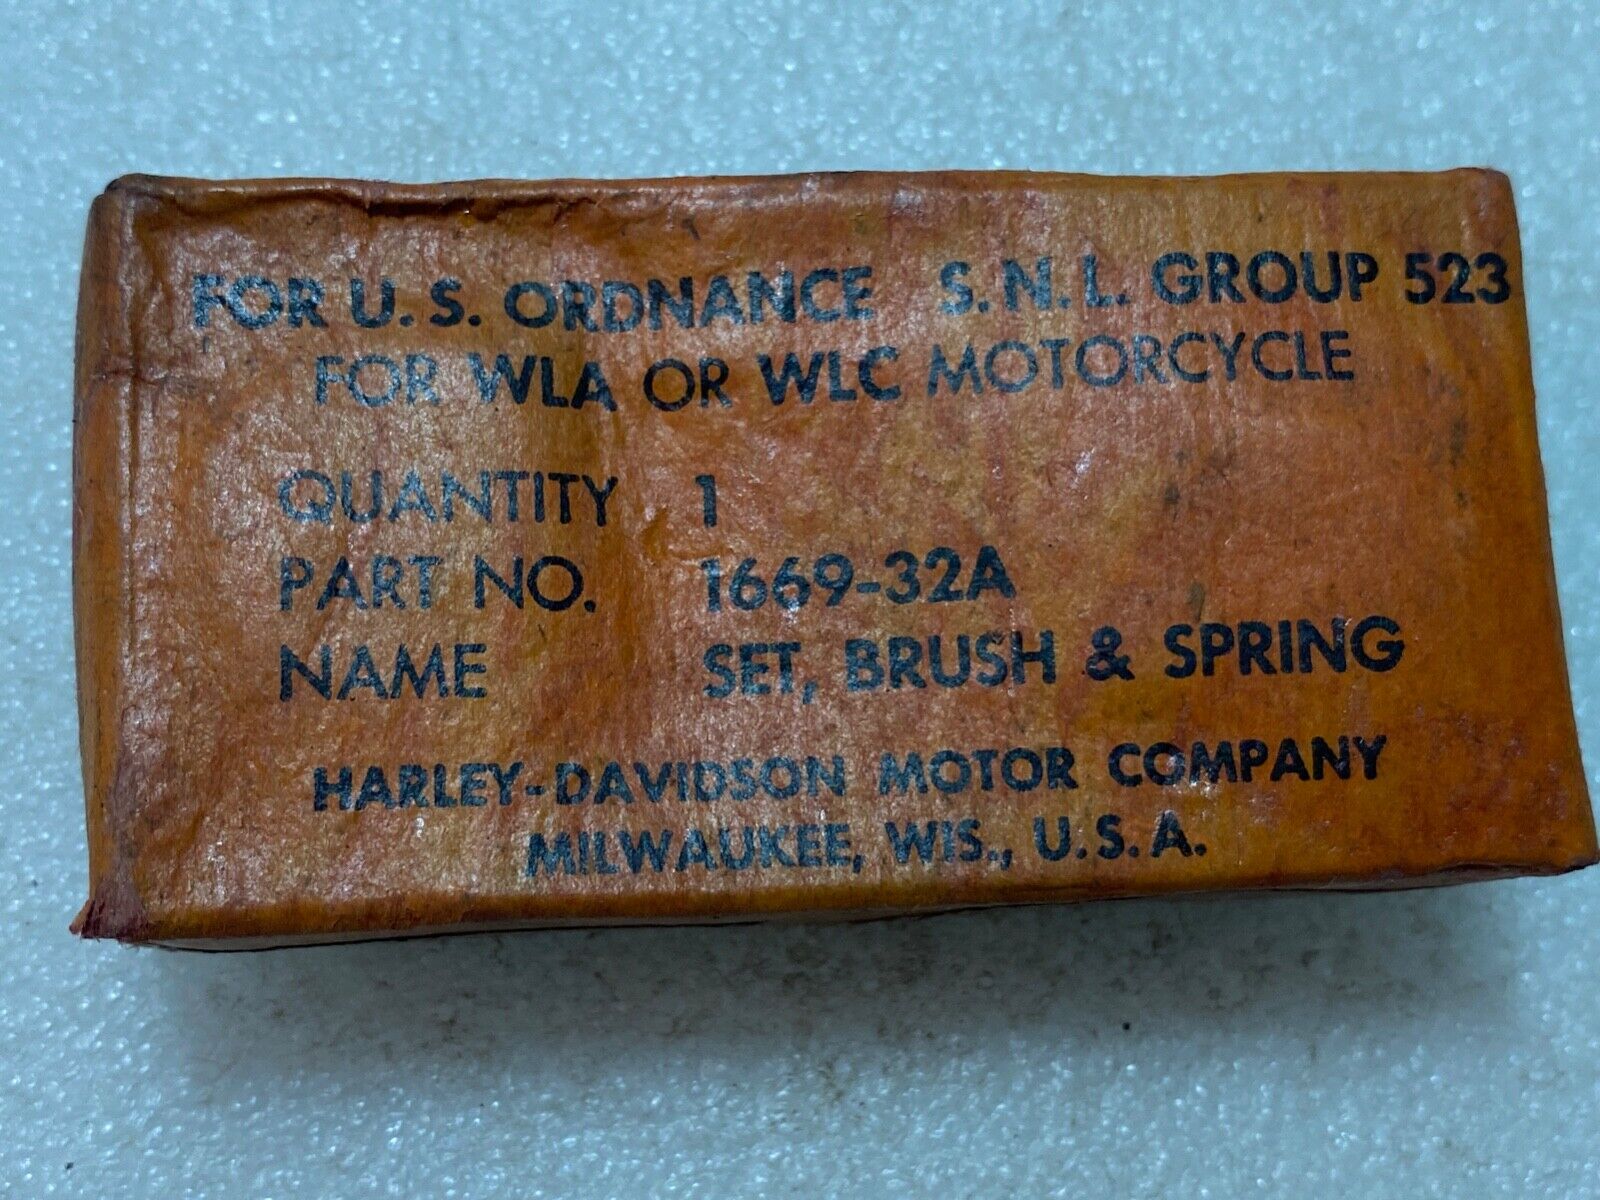 FOR U. S. ORDNANCE S. N. L. GROUP 523
FOR WLA OR WLC MOTORCYCLE
QUANTITY 1
PART NO. 1669-32A
NAME SET, BRUSH & SPRING
HARLEY-DAVIDSON MOTOR COMPANY
MILWAUKEE, WIS., U. S. A.